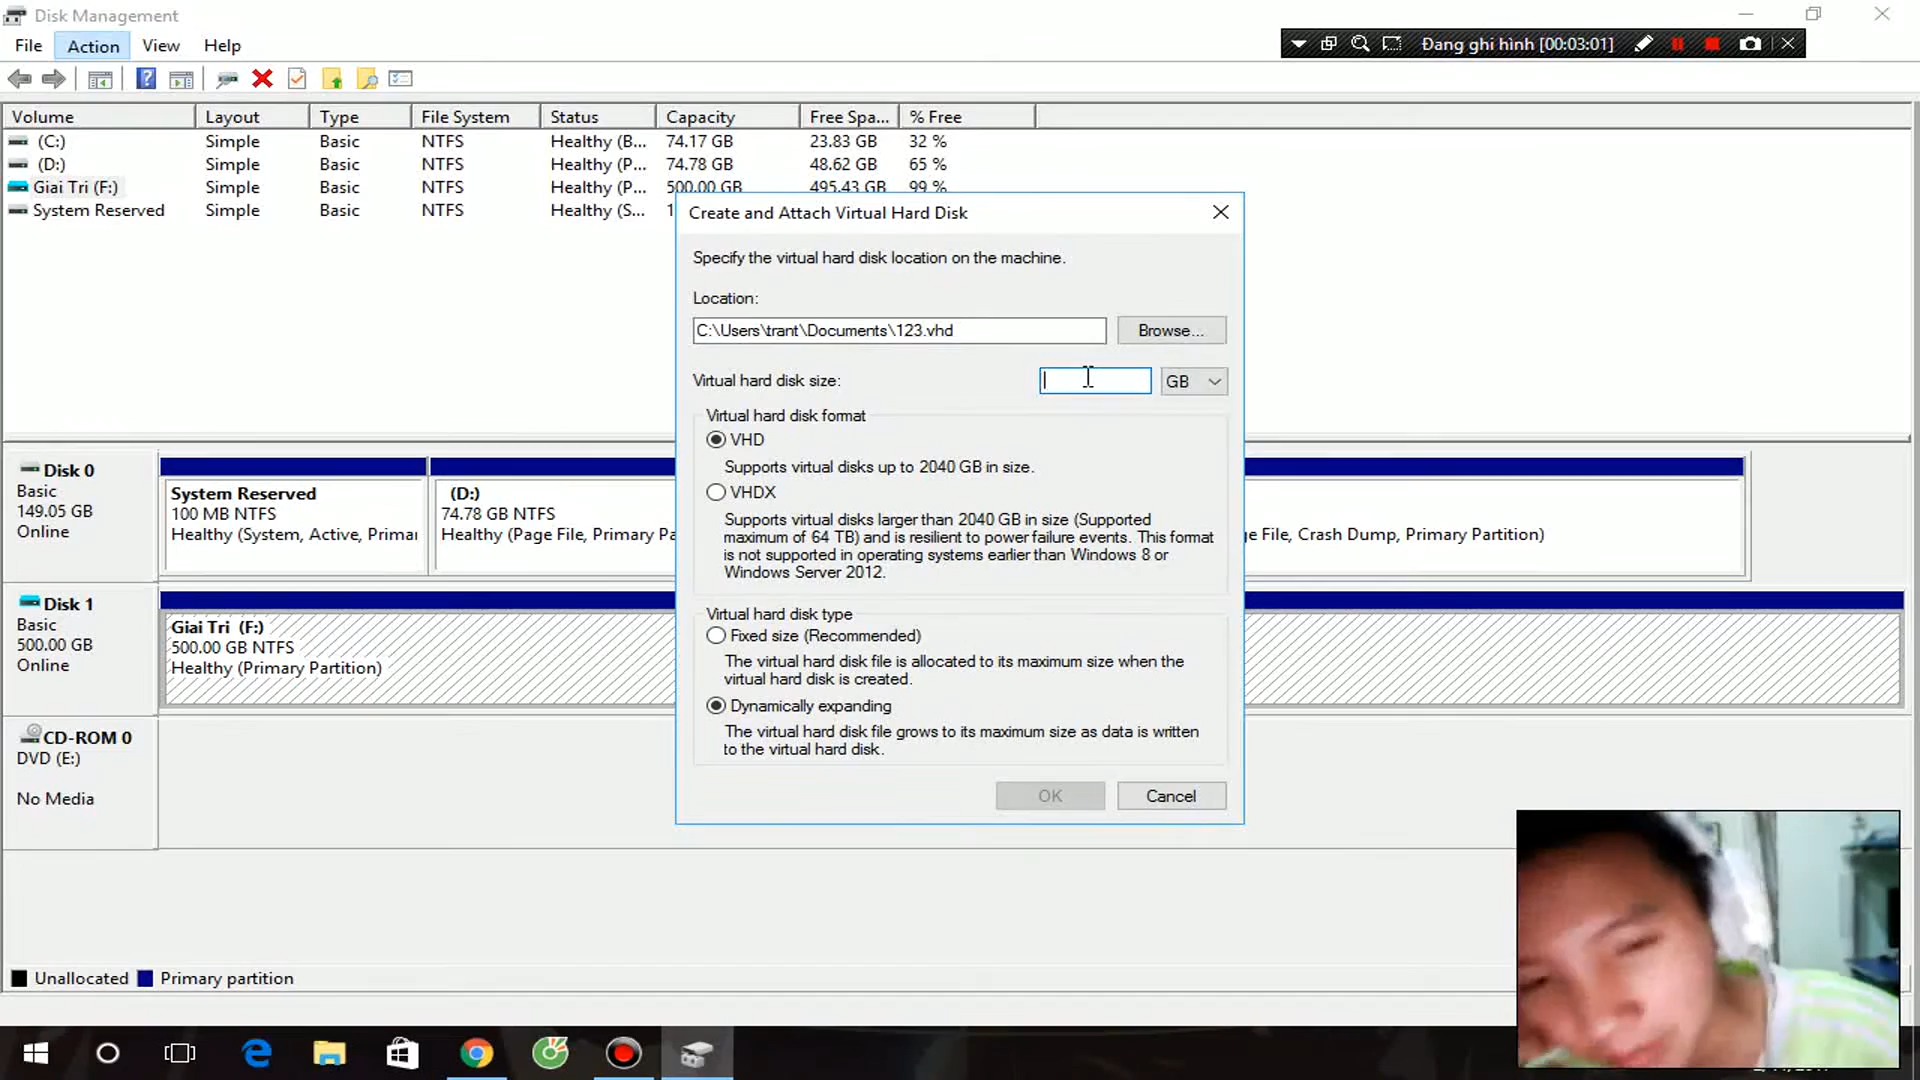 Disk Management
File Action View Help
Đang ghi hình [00:03:01]
Volume Layout Type File System Status Capacity Free Spa... % Free
(C:) Simple Basic NTFS Healthy (B... 74.17 GB 23.83 GB 32 %
(D:) Simple Basic NTFS Healthy (P... 74.78 GB 48.62 GB 65 %
Giai Tri (F:) Simple Basic NTFS Healthy (P... 500.00 GB 495.43 GB 99 %
System Reserved Simple Basic NTFS Healthy (S... 1
Create and Attach Virtual Hard Disk
Specify the virtual hard disk location on the machine.
Location:
C:\Users\trant\Documents\123.vhd Browse...
Virtual hard disk size: GB
Virtual hard disk format
VHD
Supports virtual disks up to 2040 GB in size.
VHDX
Supports virtual disks larger than 2040 GB in size (Supported
maximum of 64 TB) and is resilient to power failure events. This format
is not supported in operating systems earlier than Windows 8 or
Windows Server 2012.
Virtual hard disk type
Fixed size (Recommended)
The virtual hard disk file is allocated to its maximum size when the
virtual hard disk is created.
Dynamically expanding
The virtual hard disk file grows to its maximum size as data is written
to the virtual hard disk.
OK Cancel
Disk 0
Basic
149.05 GB
Online
System Reserved
100 MB NTFS
Healthy (System, Active, Primar
(D:)
74.78 GB NTFS
Healthy (Page File, Primary Pa
e File, Crash Dump, Primary Partition)
Disk 1
Basic
500.00 GB
Online
Giai Tri (F:)
500.00 GB NTFS
Healthy (Primary Partition)
CD-ROM 0
DVD (E:)
No Media
Unallocated Primary partition